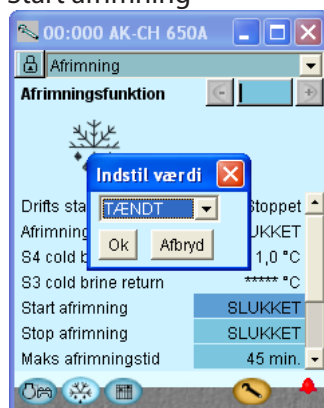 Start afrimning
00:000 AK-CH 650A
Afrimning
Afrimningsfunktion
Indstil værdi
TÆNDT
Ok Afbryd
Drifts sta Stoppet
Afrimning UKKET
S4 cold b 1,0 °C
S3 cold brine return ***** °C
Start afrimning SLUKKET
Stop afrimning SLUKKET
Maks afrimningstid 45 min.